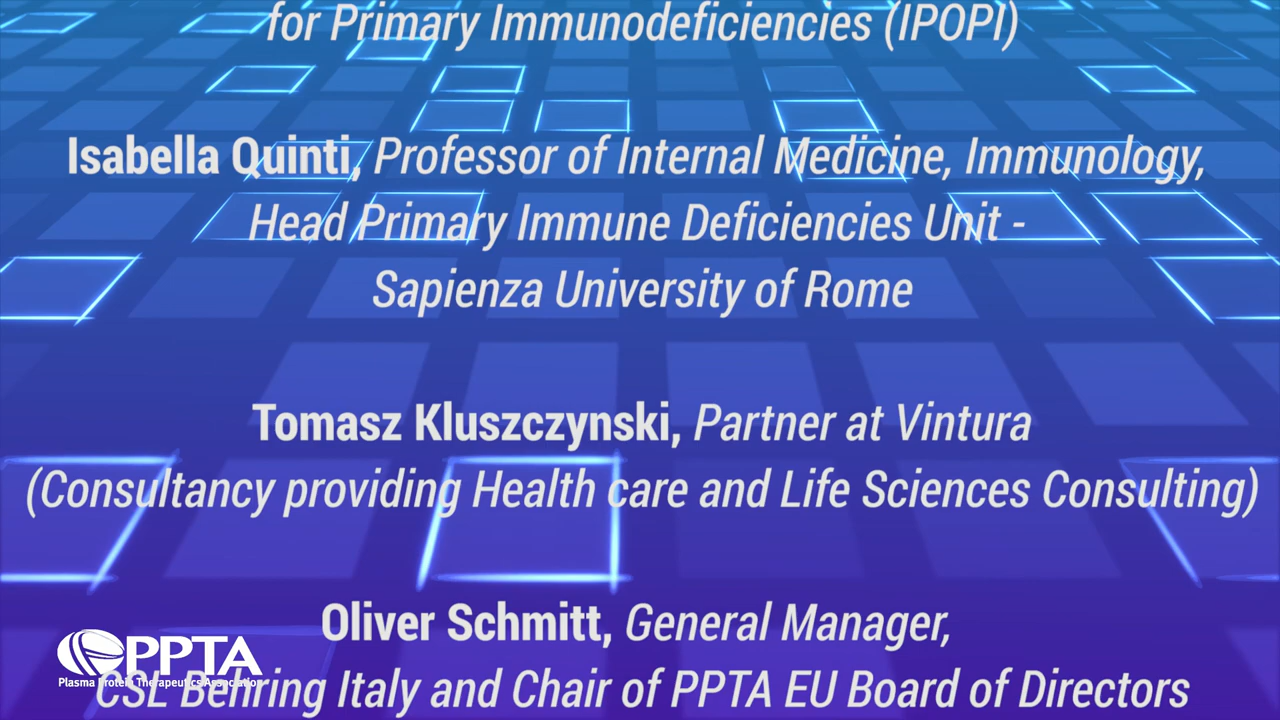 for Primary Immunodeficiencies (IPOPI)
Isabella Quinti, Professor of Internal Medicine, Immunology,
Head Primary Immune Deficiencies Unit -
Sapienza University of Rome
Tomasz Kluszczynski, Partner at Vintura
(Consultancy providing Health care and Life Sciences Consulting)
Oliver Schmitt, General Manager,
CSL Behring Italy and Chair of PPTA EU Board of Directors
PPTA
Plasma Protein Therapeutics Association